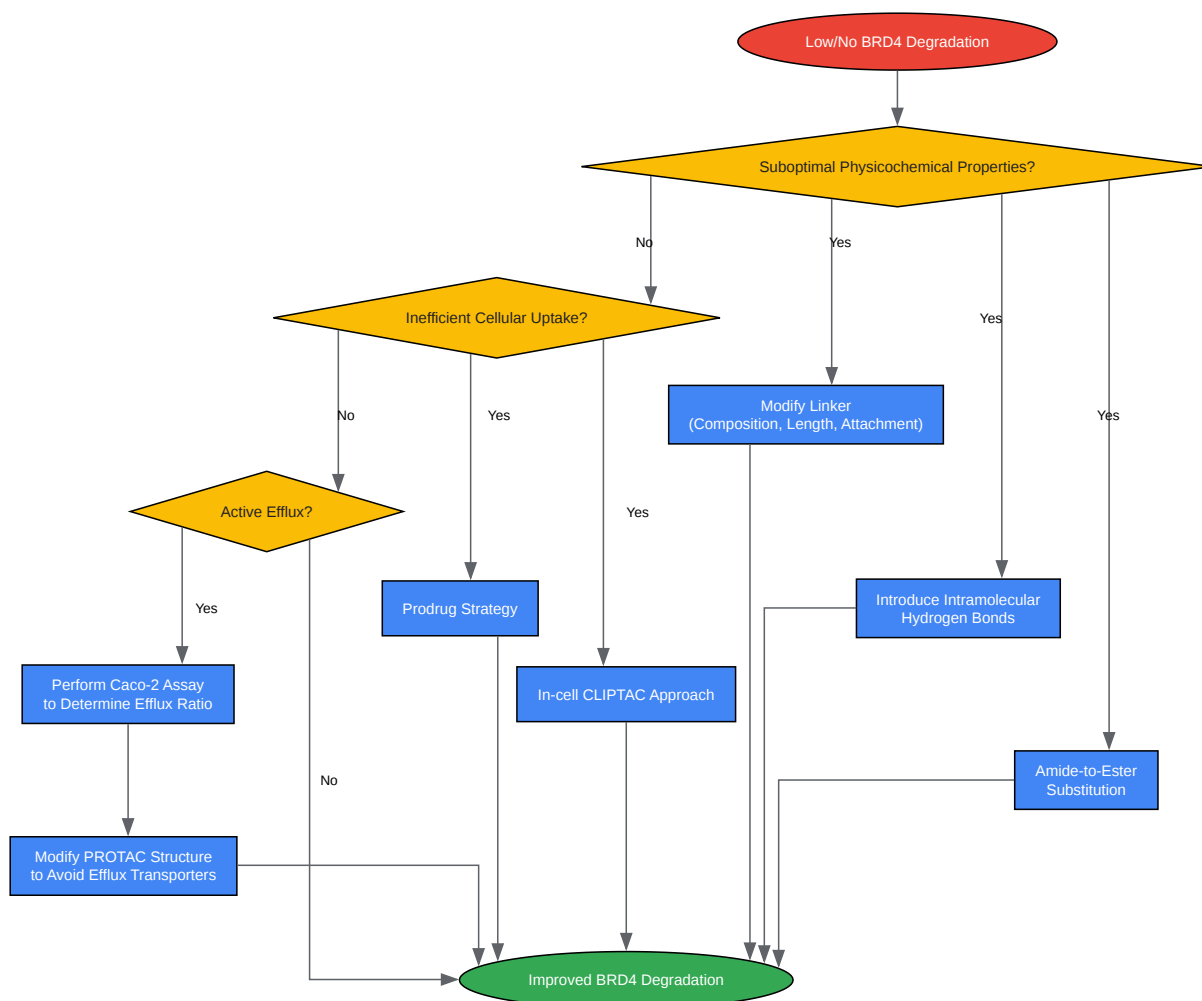 Low/No BRD4 Degradation
Suboptimal Physicochemical Properties?
No
Yes
Inefficient Cellular Uptake?
Yes
Modify Linker
(Composition, Length, Attachment)
No
Yes
Yes
Active Efflux?
Yes
Prodrug Strategy
Introduce Intramolecular
Hydrogen Bonds
Yes
Perform Caco-2 Assay
to Determine Efflux Ratio
In-cell CLIPTAC Approach
No
Amide-to-Ester
Substitution
Modify PROTAC Structure
to Avoid Efflux Transporters
Improved BRD4 Degradation